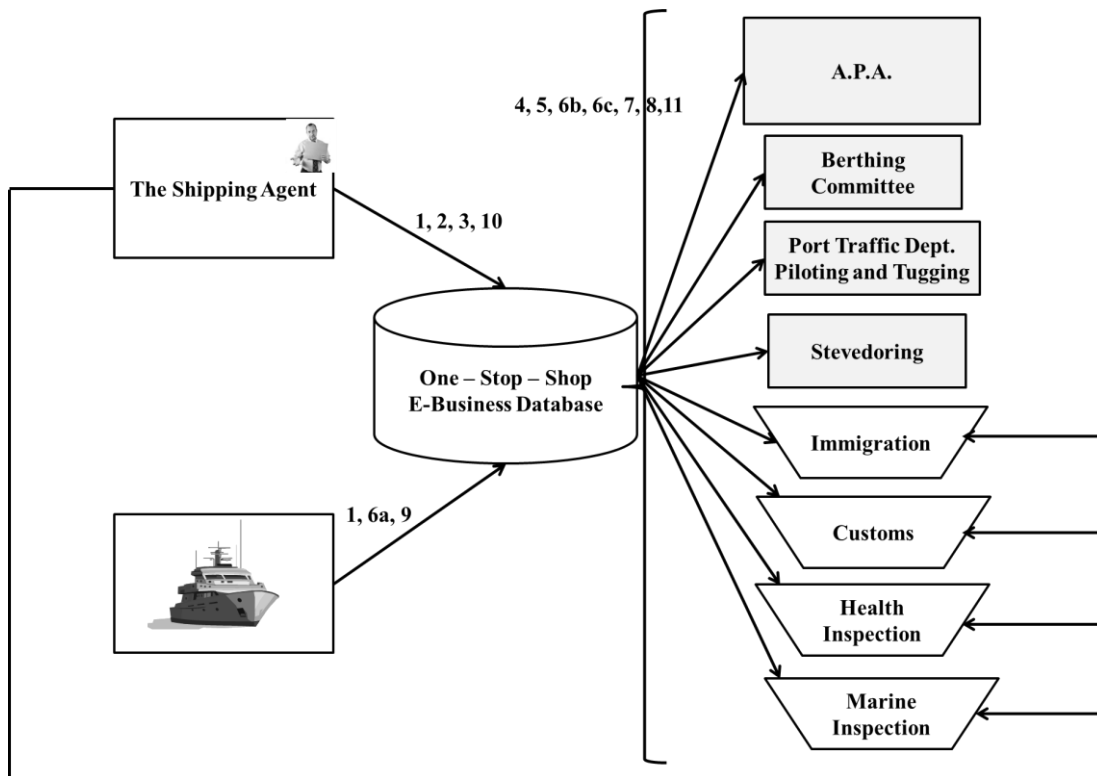 A.P.A.
4, 5, 6b, 6c, 7, 8,11
The Shipping Agent
Berthing
Committee
1, 2, 3, 10
Port Traffic Dept.
Piloting and Tugging
Stevedoring
One – Stop – Shop
E-Business Database
Immigration
1, 6a, 9
Customs
Health
Inspection
Marine
Inspection